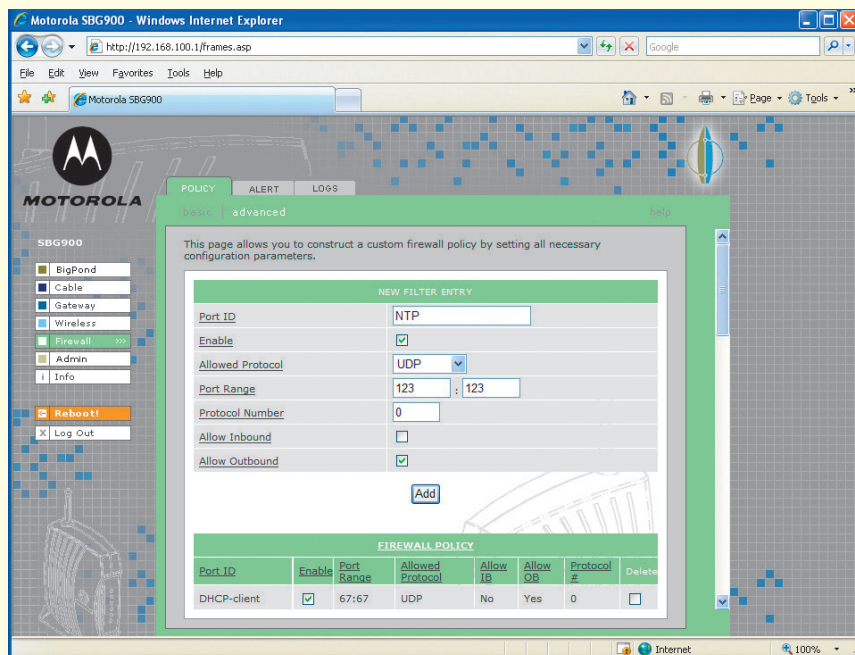 Motorola SBG900 - Windows Internet Explorer
http://192.168.100.1/frames.asp
Google
File Edit View Favorites Tools Help
Motorola SBG900
Page Tools
MOTOROLA
POLICY ALERT LOGS
basic | advanced help
SBG900
BigPond
Cable
Gateway
Wireless
Firewall >>>
Admin
i Info
Reboot!
X Log Out
This page allows you to construct a custom firewall policy by setting all necessary
configuration parameters.
NEW FILTER ENTRY
Port ID NTP
Enable
Allowed Protocol UDP
Port Range 123 : 123
Protocol Number 0
Allow Inbound
Allow Outbound
Add
FIREWALL POLICY
Port ID Enable Port Range Allowed Protocol Allow IB Allow OB Protocol # Delete
DHCP-client 67:67 UDP No Yes 0
Internet 100%